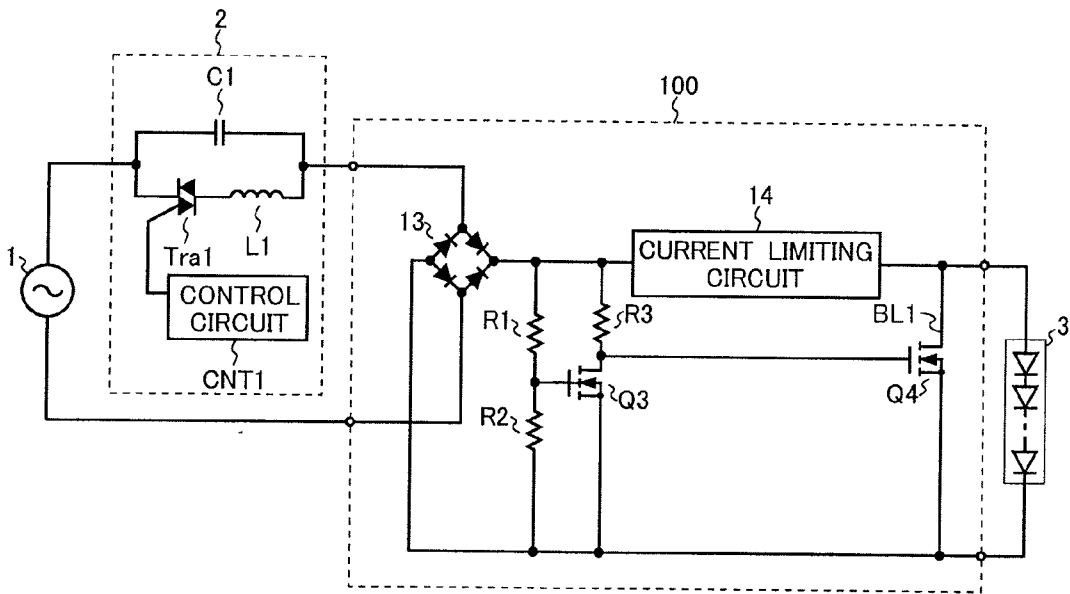 2
C1
100
13
14
Tra1
L1
1
CURRENT LIMITING
CIRCUIT
CONTROL
CIRCUIT
R1
R3
BL1
3
CNT1
Q3
Q4
R2